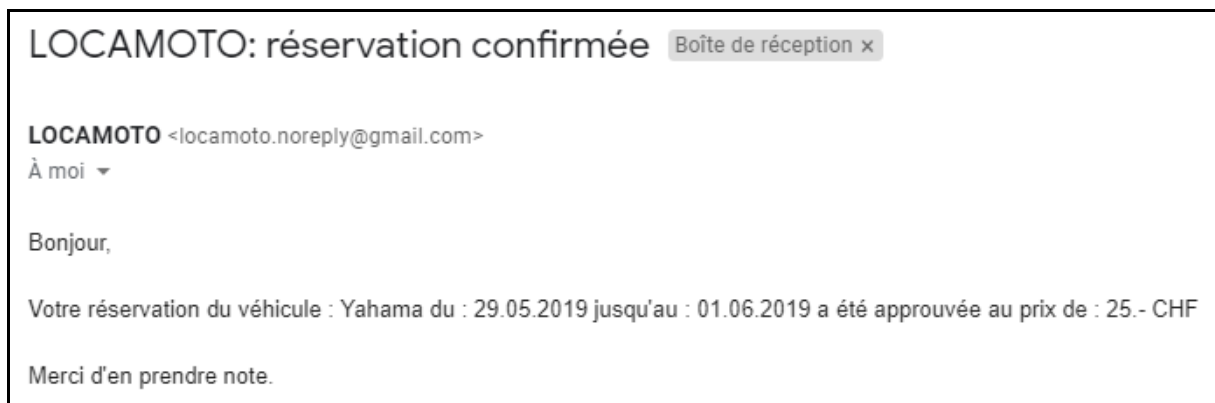 LOCAMOTO: réservation confirmée Boîte de réception ×
LOCAMOTO <locamoto.noreply@gmail.com>
À moi
Bonjour,
Votre réservation du véhicule : Yahama du : 29.05.2019 jusqu'au : 01.06.2019 a été approuvée au prix de : 25.- CHF
Merci d'en prendre note.